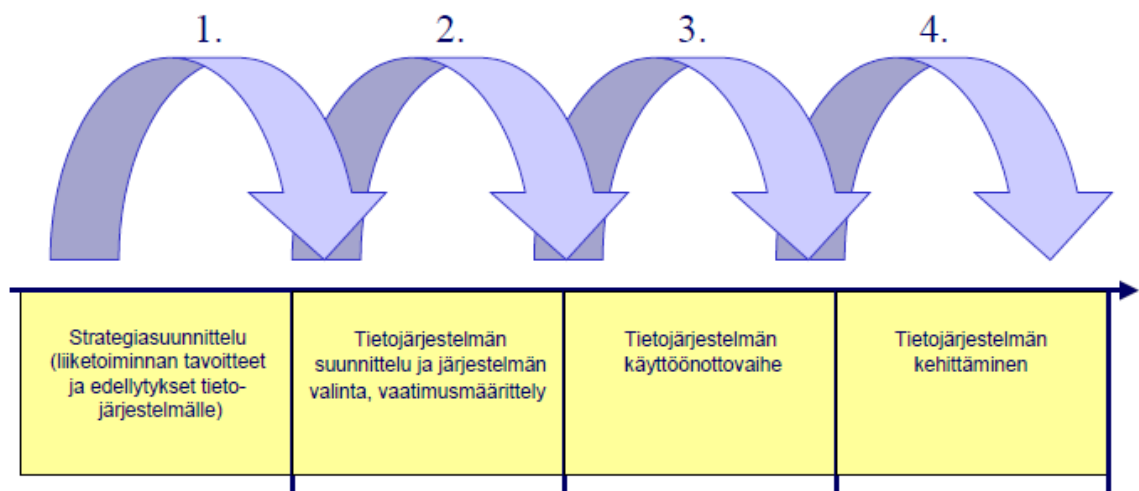 1.
2.
3.
4.
Strategiasuunnittelu
(liiketoiminnan tavoitteet
ja edellytykset tieto-
järjestelmälle)
Tietojärjestelmän
suunnittelu ja järjestelmän
valinta, vaatimusmäärittely
Tietojärjestelmän
käyttöönottovaihe
Tietojärjestelmän
kehittäminen